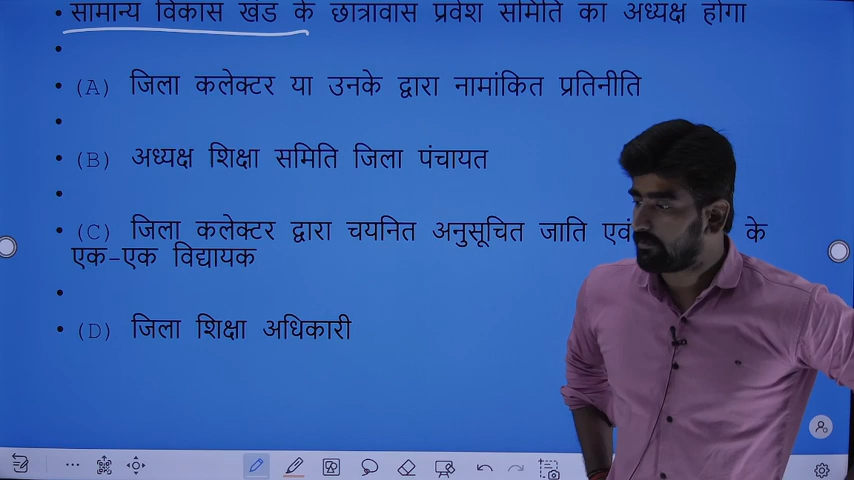 सामान्य विकास खंड के छात्रावास प्रवेश समिति का अध्यक्ष होगा
(A) जिला कलेक्टर या उनके द्वारा नामांकित प्रतिनीति
(B) अध्यक्ष शिक्षा समिति जिला पंचायत
(C) जिला कलेक्टर द्वारा चयनित अनुसूचित जाति एवं के
एक-एक विद्यायक
(D) जिला शिक्षा अधिकारी